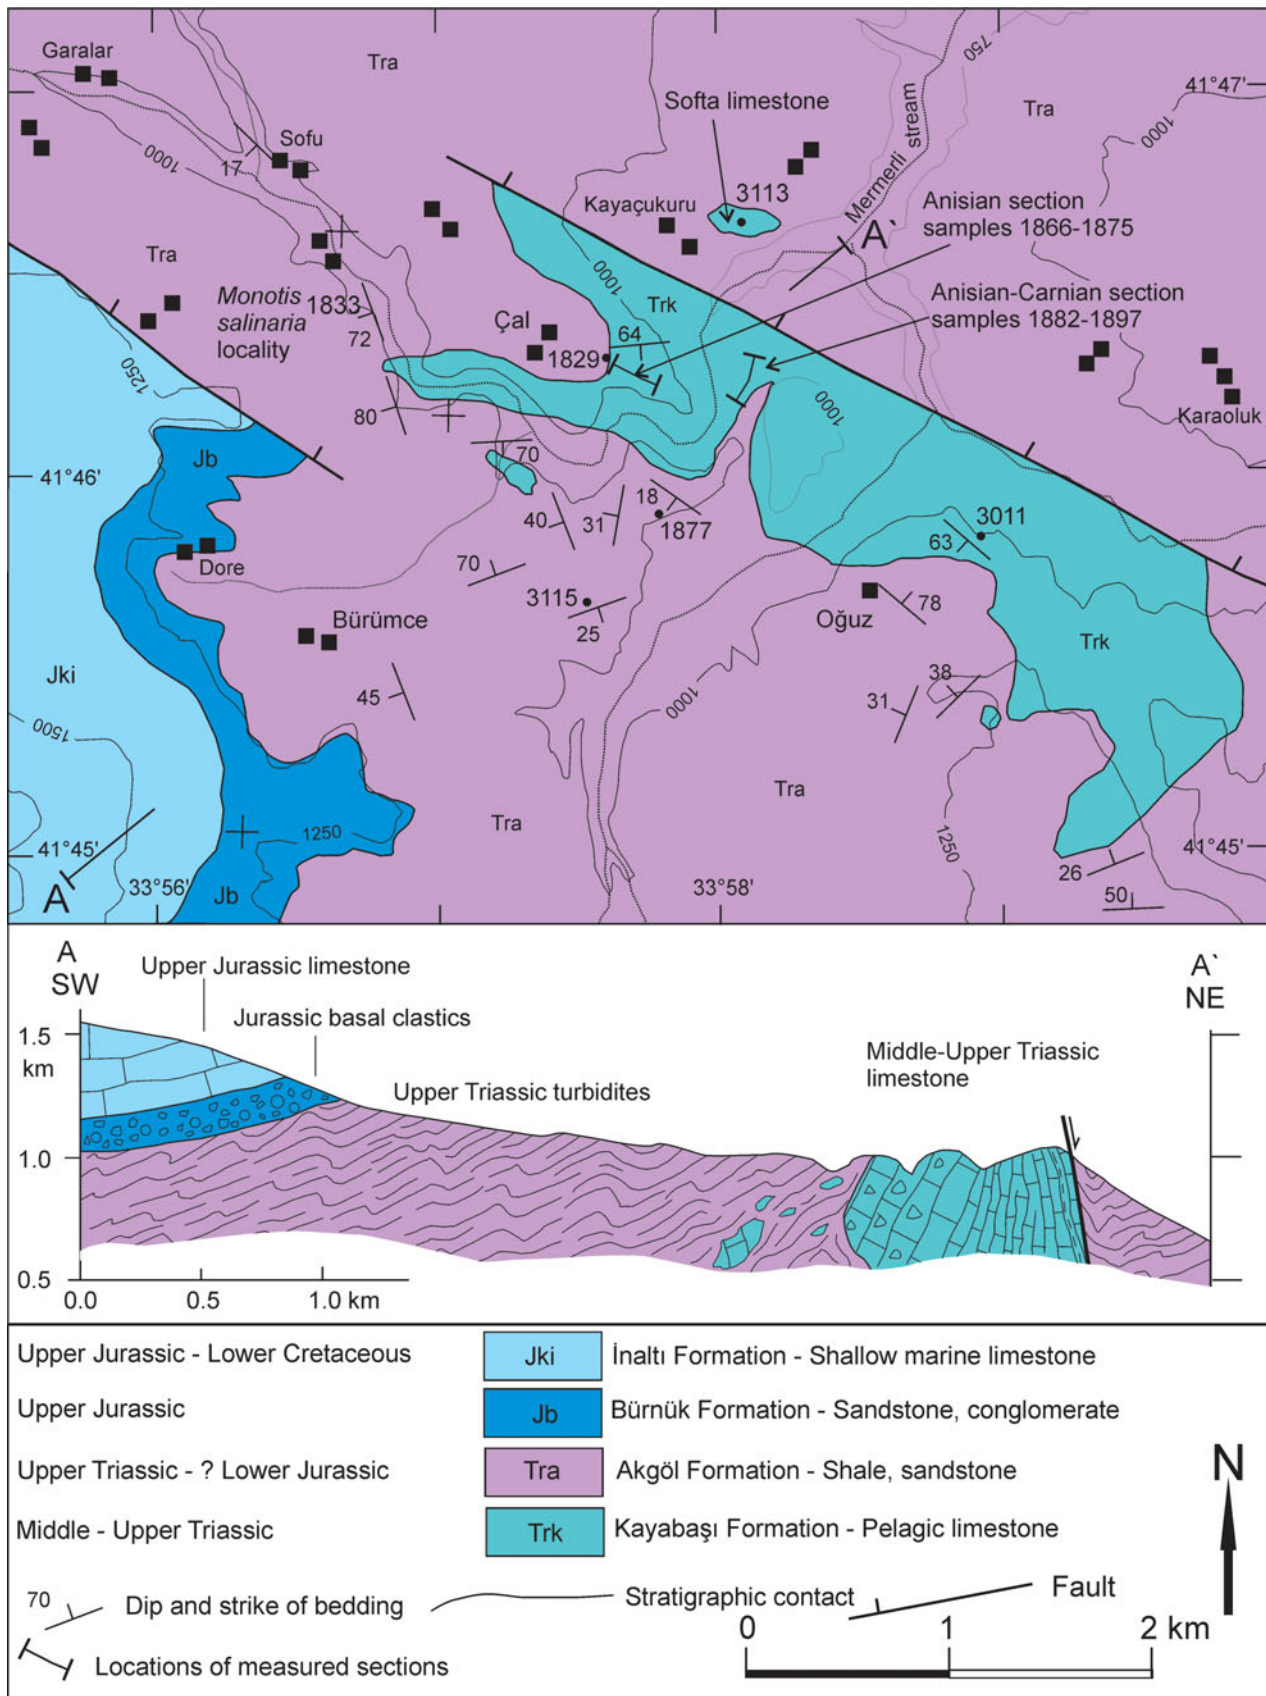 Garalar
Tra
750
Softa limestone
Mermerli
stream
Tra
41°47'
1000
17
Sofu
1000
Kayaçukuru
3113
Anisian section
samples 1866-1875
A`
Tra
Monotis
salinaria
locality
1833
72
1000
Trk
Anisian-Carnian section
samples 1882-1897
Çal
64
1829
1250
80
1000
Karaoluk
Jb
41°46'
70
40
31
18
1877
3011
63
Dore
70
3115
25
Bürümce
Oğuz
78
Jki
45
1000
31
38
Trk
1500
Tra
Tra
1250
41°45'
A
33°56'
Jb
33°58'
1250
26
50
41°45'
A
SW
Upper Jurassic limestone
A`
NE
Jurassic basal clastics
1.5
km
Middle-Upper Triassic
limestone
Upper Triassic turbidites
1.0
0.5
0.0 0.5 1.0 km
Upper Jurassic - Lower Cretaceous Jki İnaltı Formation - Shallow marine limestone
Upper Jurassic Jb Bürnük Formation - Sandstone, conglomerate
Upper Triassic - ? Lower Jurassic Tra Akgöl Formation - Shale, sandstone
Middle - Upper Triassic Trk Kayabaşı Formation - Pelagic limestone
N
70 Dip and strike of bedding Stratigraphic contact Fault
Locations of measured sections
0 1 2 km